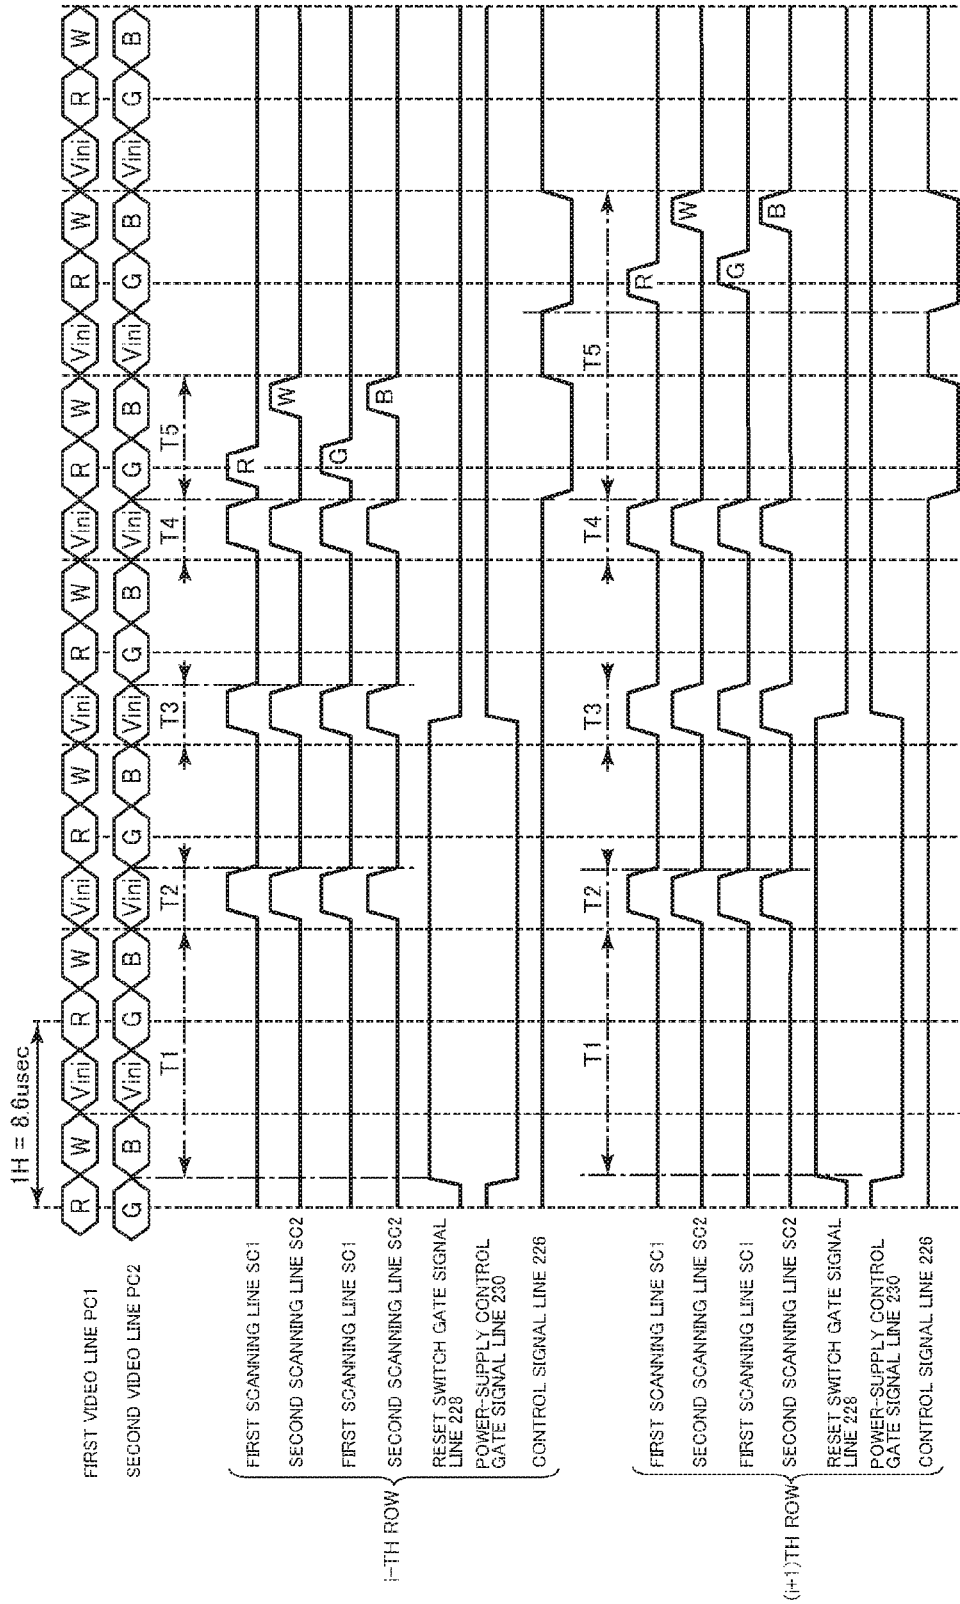 1H = 8.6usec
FIRST VIDEO LINE PC1
R W Vini R W Vini R W Vini R W Vini R W Vini R W Vini R W
SECOND VIDEO LINE PC2
G B Vini G B Vini G B Vini G B Vini G B Vini G B Vini G B
T1 T2 T3 T4 T5
i-TH ROW
FIRST SCANNING LINE SC1
R
SECOND SCANNING LINE SC2
W
FIRST SCANNING LINE SC1
G
SECOND SCANNING LINE SC2
B
RESET SWITCH GATE SIGNAL
LINE 228
POWER-SUPPLY CONTROL
GATE SIGNAL LINE 230
CONTROL SIGNAL LINE 226
T1 T2 T3 T4 T5
(i+1)TH ROW
FIRST SCANNING LINE SC1
R
SECOND SCANNING LINE SC2
W
FIRST SCANNING LINE SC1
G
SECOND SCANNING LINE SC2
B
RESET SWITCH GATE SIGNAL
LINE 228
POWER-SUPPLY CONTROL
GATE SIGNAL LINE 230
CONTROL SIGNAL LINE 226